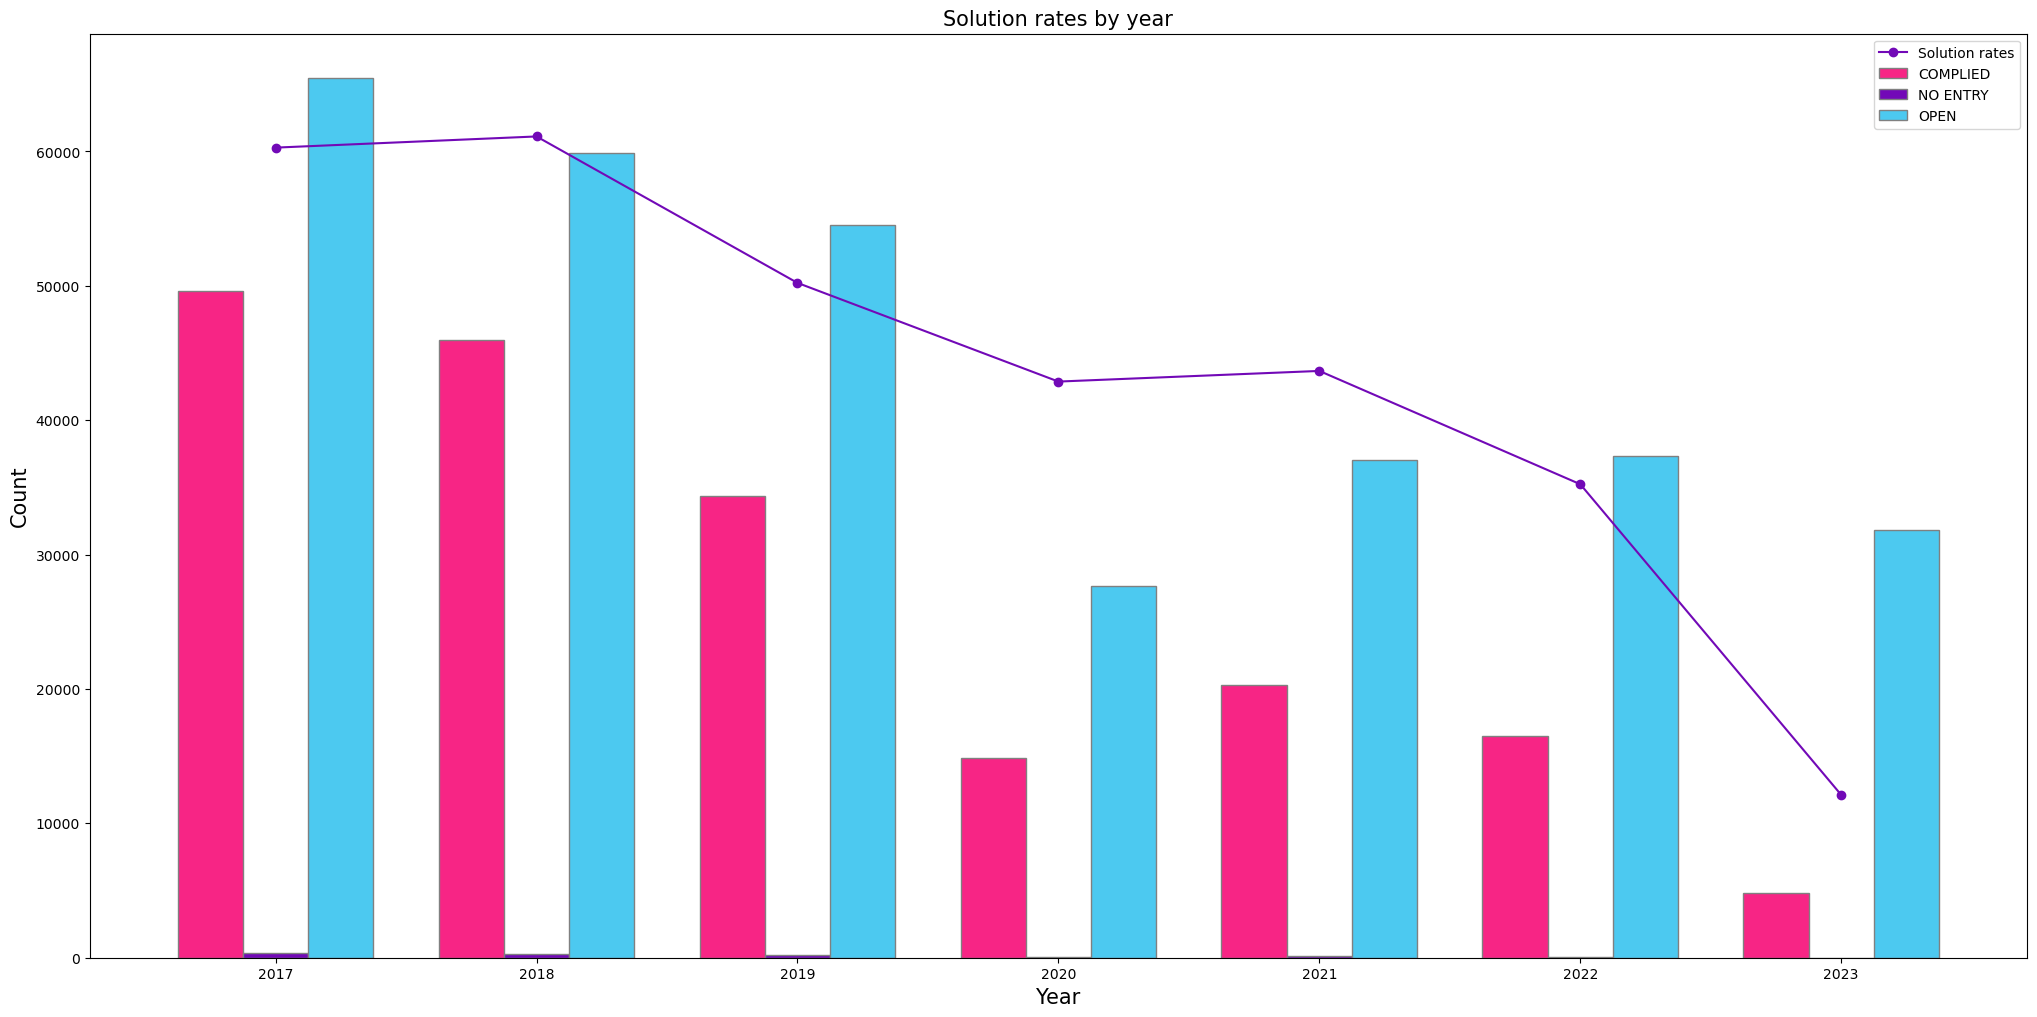 Solution rates by year
Solution rates
COMPLIED
NO ENTRY
OPEN
Count
60000
50000
40000
30000
20000
10000
0
2017 2018 2019 2020 2021 2022 2023
Year